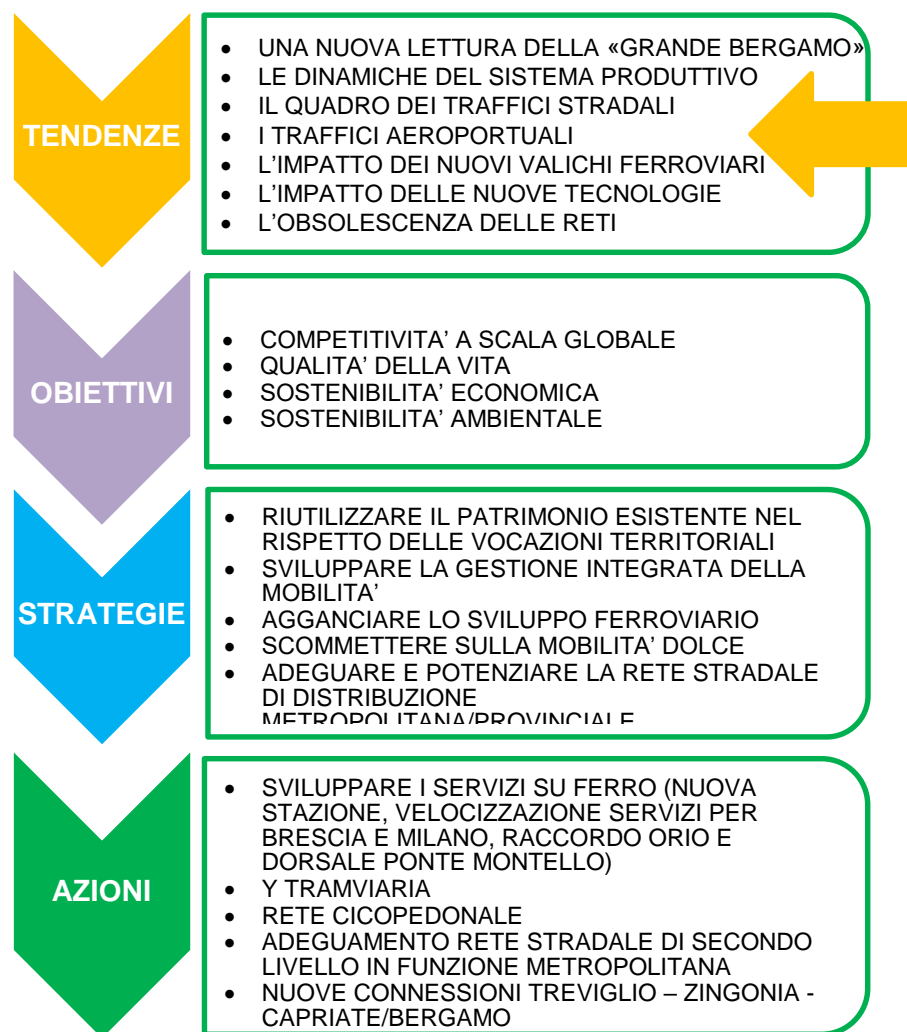 TENDENZE
• UNA NUOVA LETTURA DELLA «GRANDE BERGAMO»
• LE DINAMICHE DEL SISTEMA PRODUTTIVO
• IL QUADRO DEI TRAFFICI STRADALI
• I TRAFFICI AEROPORTUALI
• L’IMPATTO DEI NUOVI VALICHI FERROVIARI
• L’IMPATTO DELLE NUOVE TECNOLOGIE
• L’OBSOLESCENZA DELLE RETI
OBIETTIVI
• COMPETITIVITA’ A SCALA GLOBALE
• QUALITA’ DELLA VITA
• SOSTENIBILITA’ ECONOMICA
• SOSTENIBILITA’ AMBIENTALE
STRATEGIE
• RIUTILIZZARE IL PATRIMONIO ESISTENTE NEL
RISPETTO DELLE VOCAZIONI TERRITORIALI
• SVILUPPARE LA GESTIONE INTEGRATA DELLA
MOBILITA’
• AGGANCIARE LO SVILUPPO FERROVIARIO
• SCOMMETTERE SULLA MOBILITA’ DOLCE
• ADEGUARE E POTENZIARE LA RETE STRADALE
DI DISTRIBUZIONE
METROPOLITANA/PROVINCIALE
AZIONI
• SVILUPPARE I SERVIZI SU FERRO (NUOVA
STAZIONE, VELOCIZZAZIONE SERVIZI PER
BRESCIA E MILANO, RACCORDO ORIO E
DORSALE PONTE MONTELLO)
• Y TRAMVIARIA
• RETE CICOPEDONALE
• ADEGUAMENTO RETE STRADALE DI SECONDO
LIVELLO IN FUNZIONE METROPOLITANA
• NUOVE CONNESSIONI TREVIGLIO – ZINGONIA -
CAPRIATE/BERGAMO